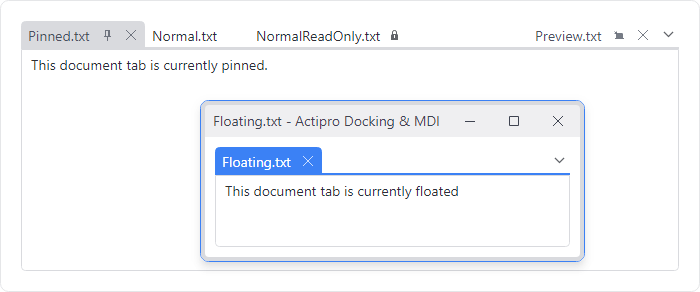 Pinned.txt Normal.txt NormalReadOnly.txt Preview.txt
This document tab is currently pinned.
Floating.txt - Actipro Docking & MDI
Floating.txt
This document tab is currently floated